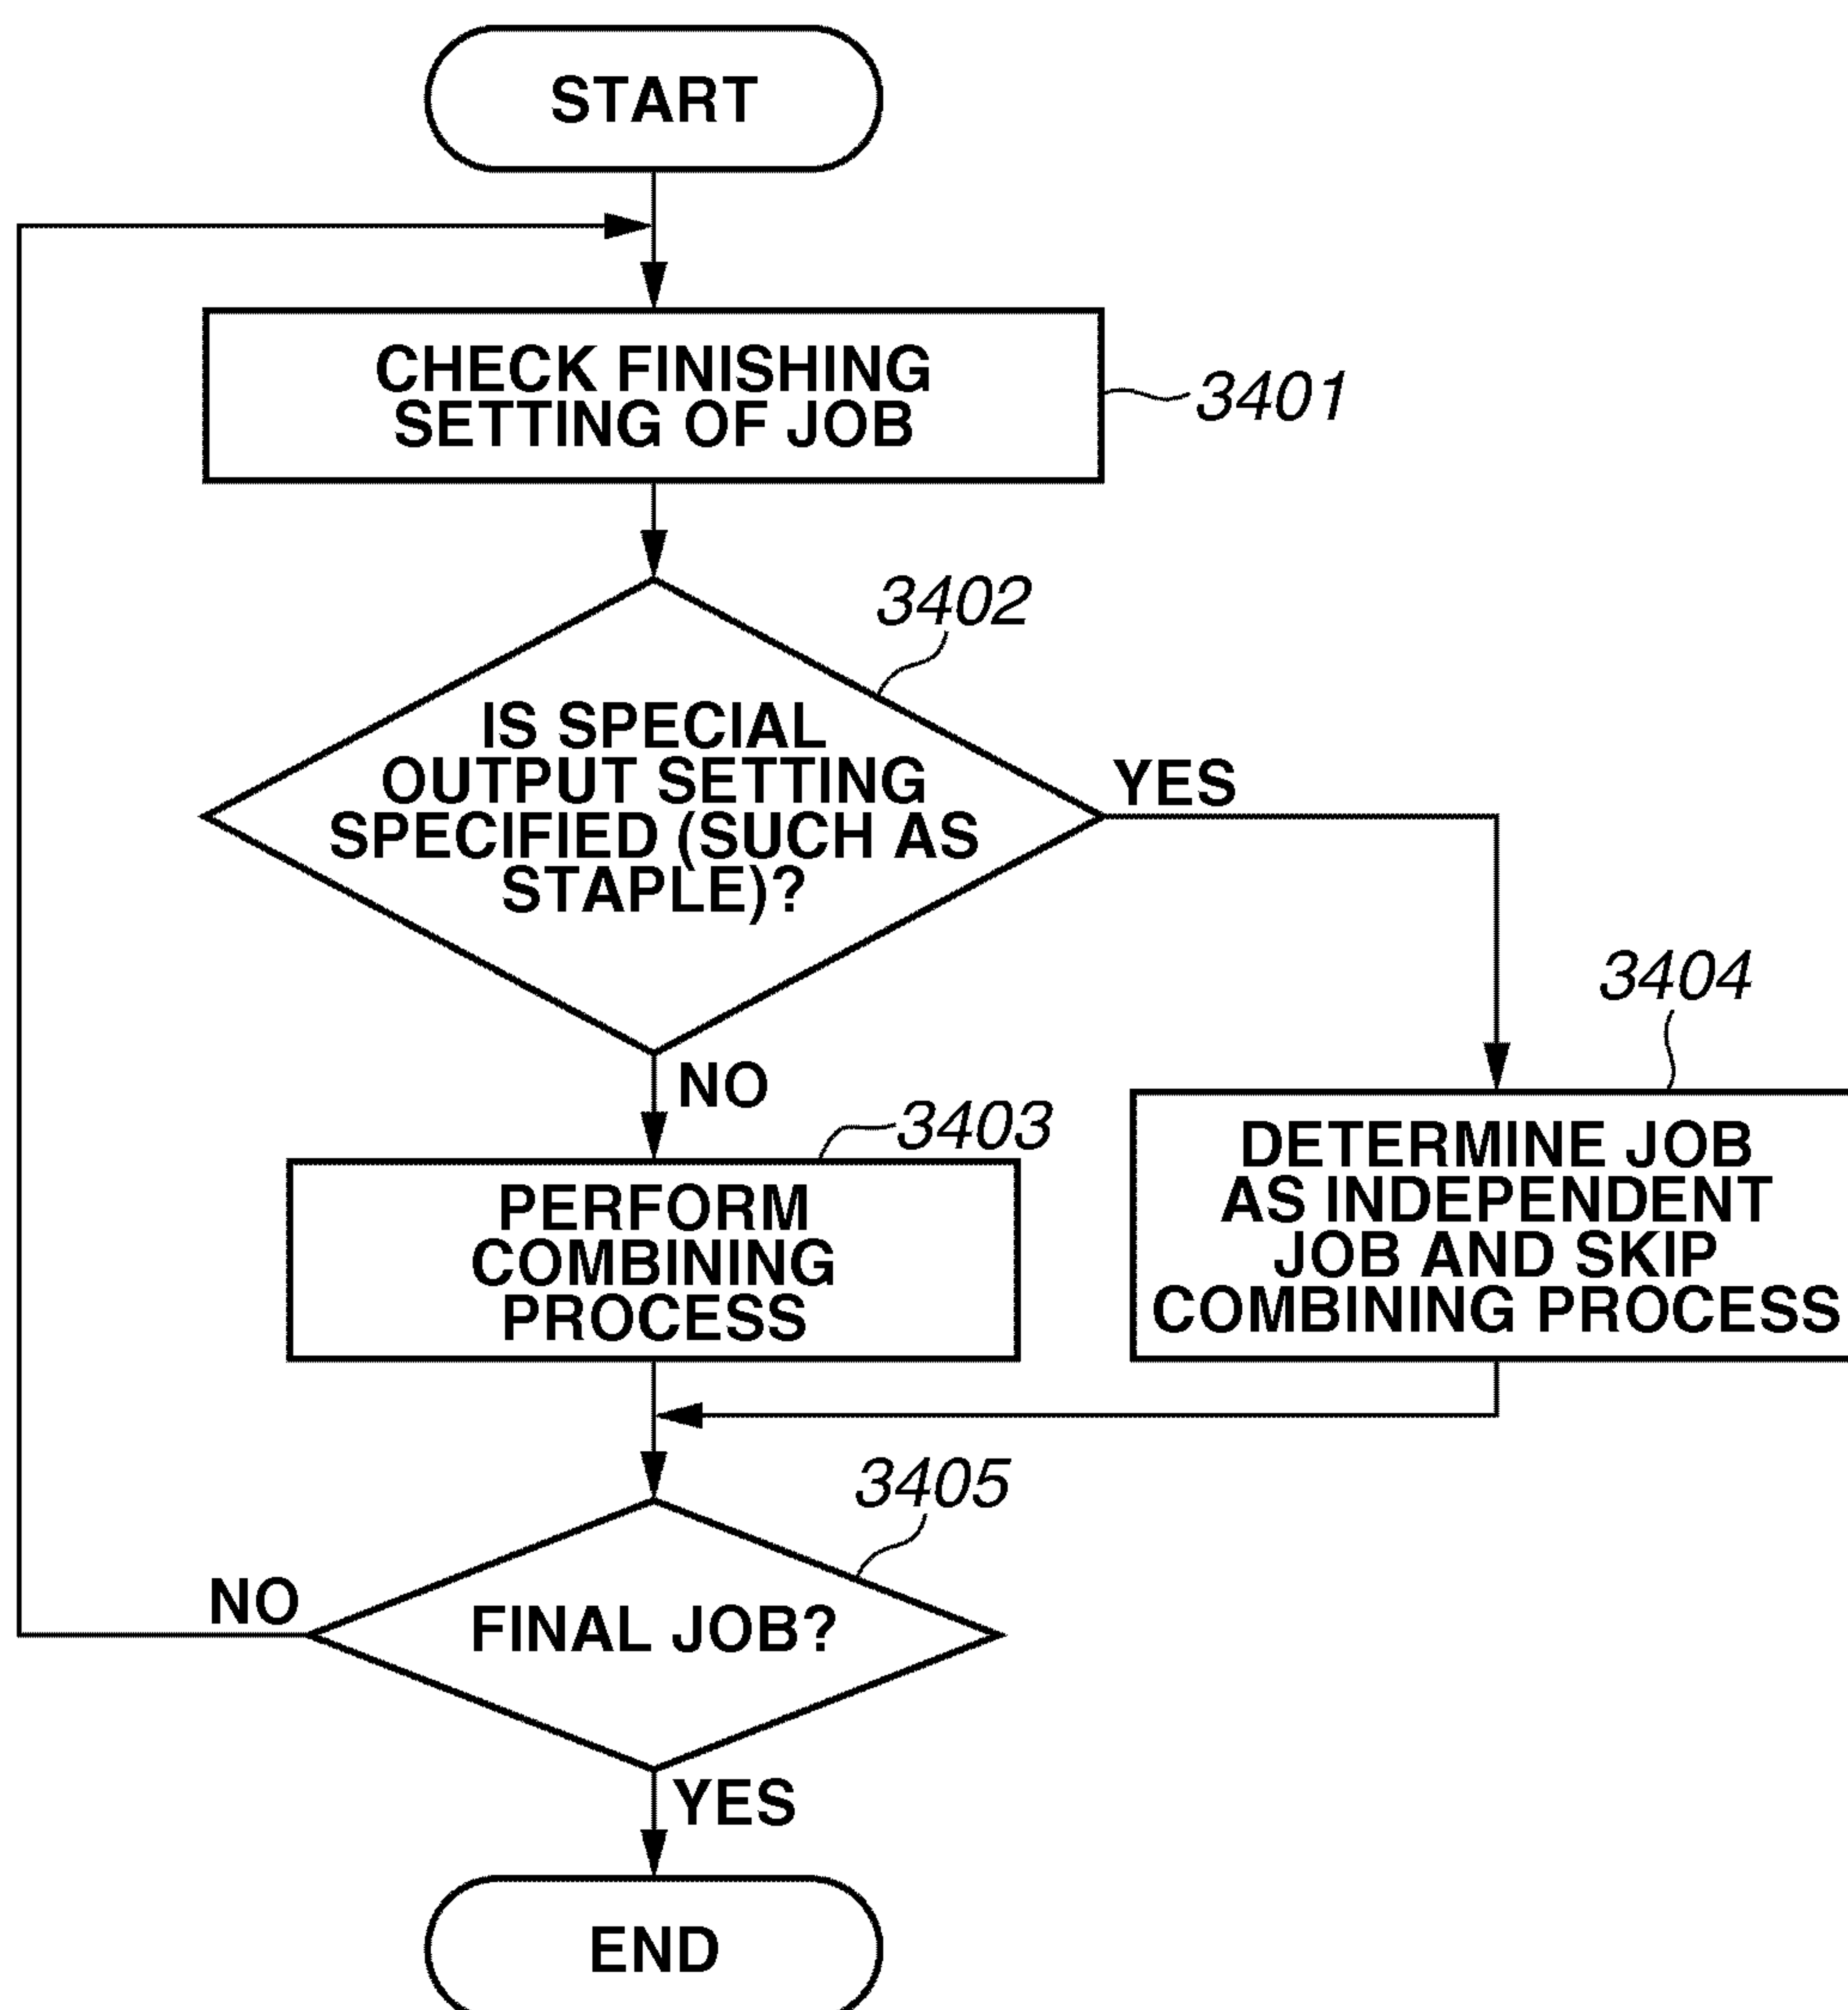 START
CHECK FINISHING
SETTING OF JOB
3401
3402
IS SPECIAL
OUTPUT SETTING
SPECIFIED (SUCH AS
STAPLE)?
YES
NO
3403
PERFORM
COMBINING
PROCESS
3404
DETERMINE JOB
AS INDEPENDENT
JOB AND SKIP
COMBINING PROCESS
3405
FINAL JOB?
NO
YES
END